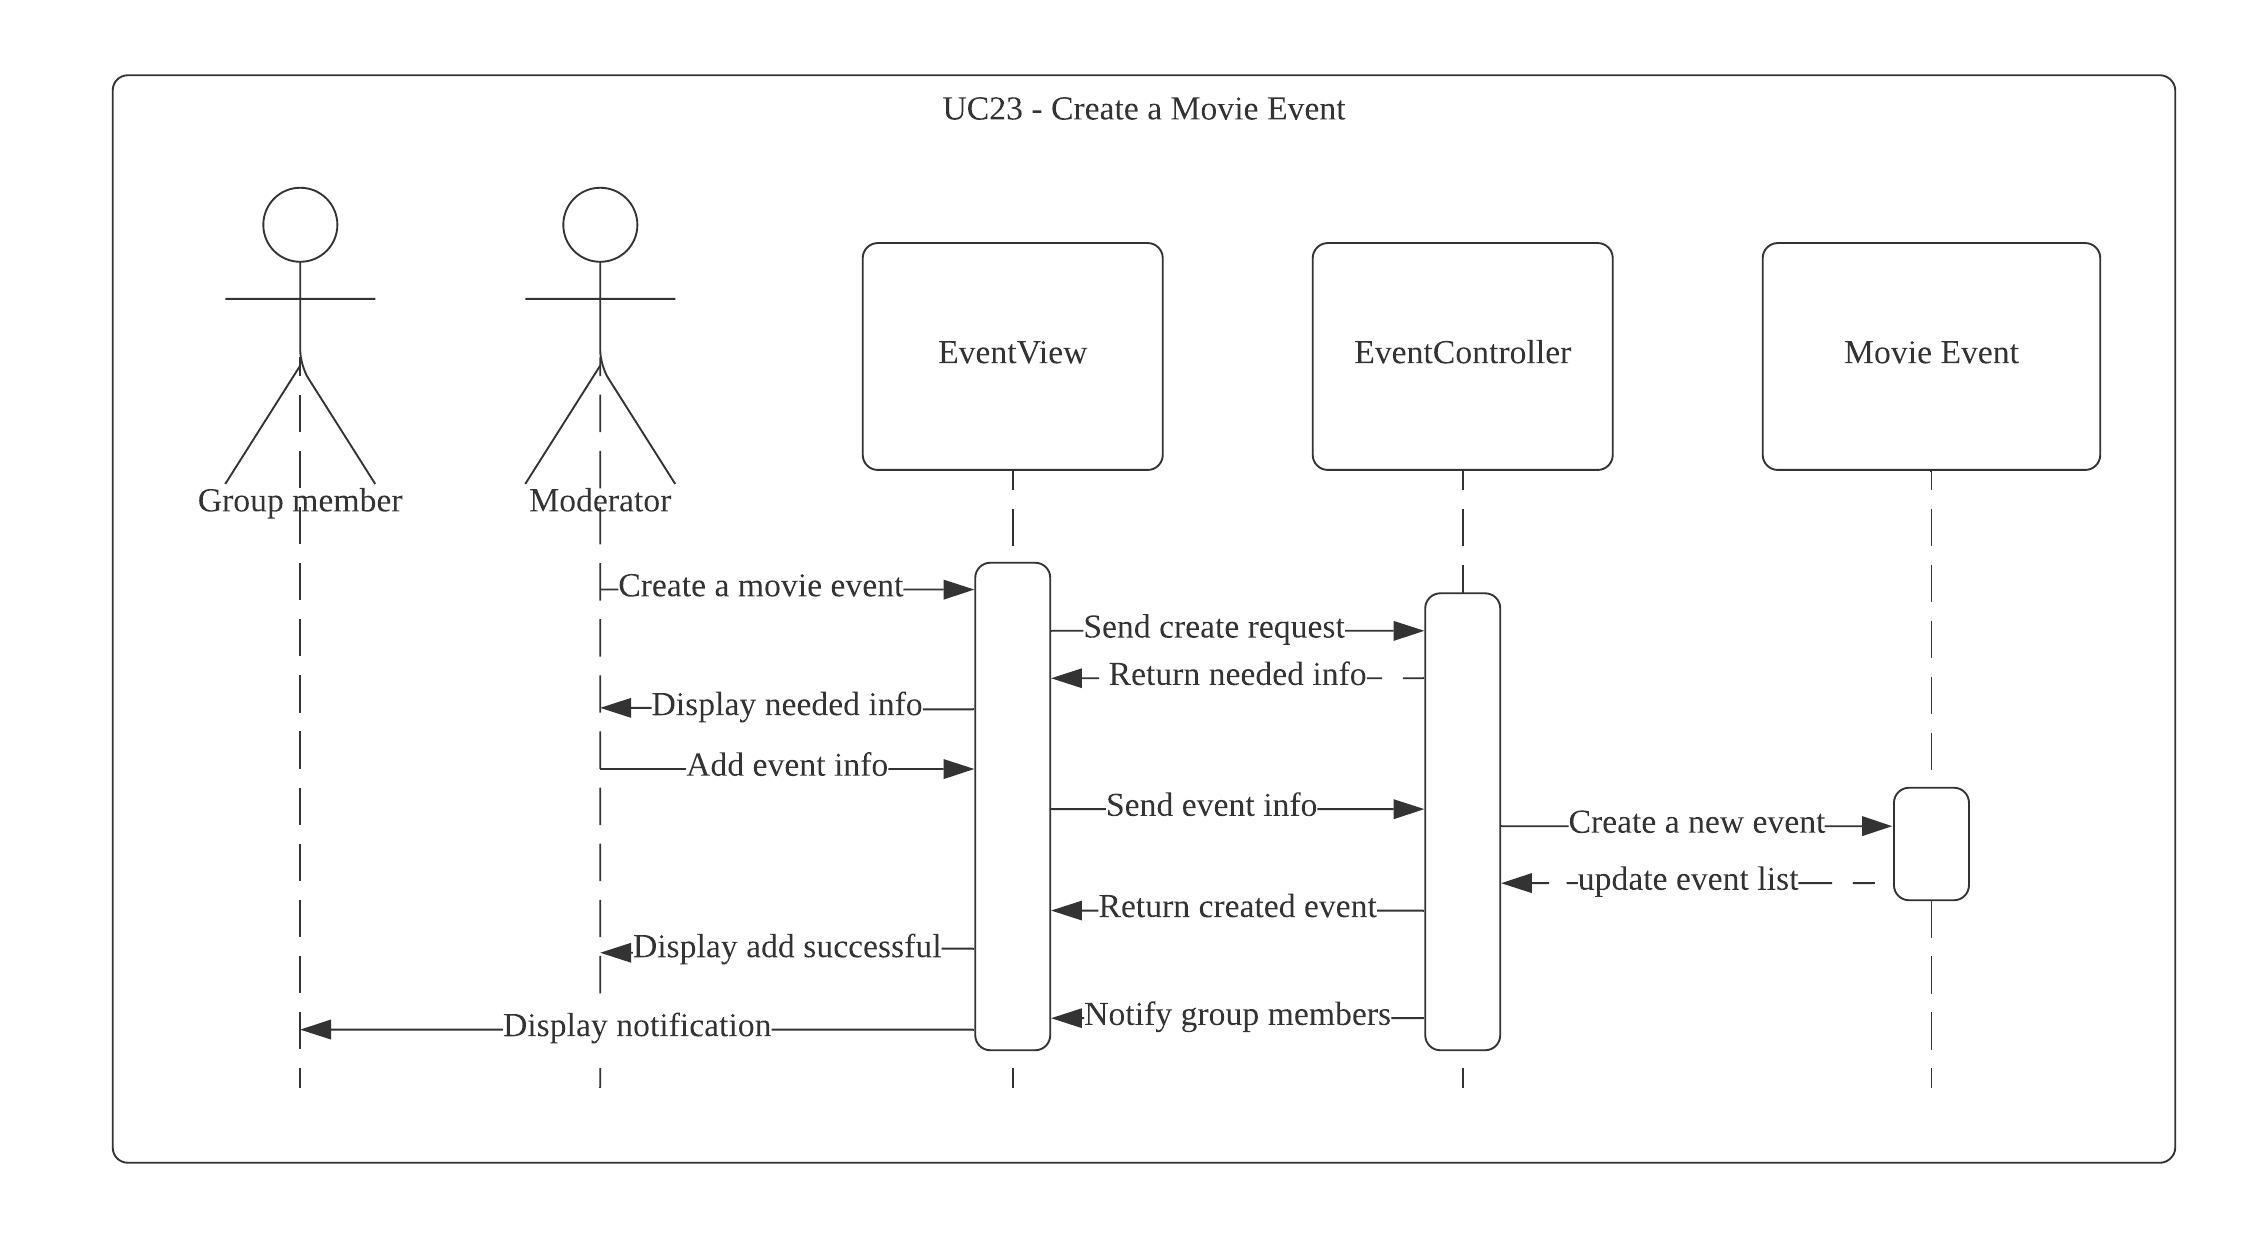 UC23 - Create a Movie Event
EventView
EventController
Movie Event
Group member
Moderator
Create a movie event
Send create request
Return needed info
Display needed info
Add event info
Send event info
Create a new event
update event list
Return created event
Display add successful
Notify group members
Display notification